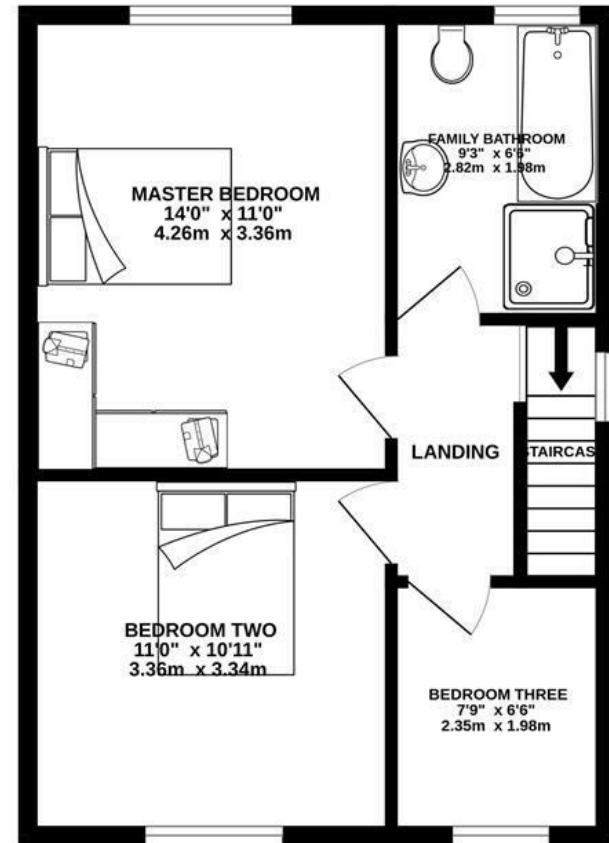 FAMILY BATHROOM
9'3" x 6'6"
2.82m x 1.98m
MASTER BEDROOM
14'0" x 11'0"
4.26m x 3.36m
LANDING
STAIRCAS
BEDROOM TWO
11'0" x 10'11"
3.36m x 3.34m
BEDROOM THREE
7'9" x 6'6"
2.35m x 1.98m